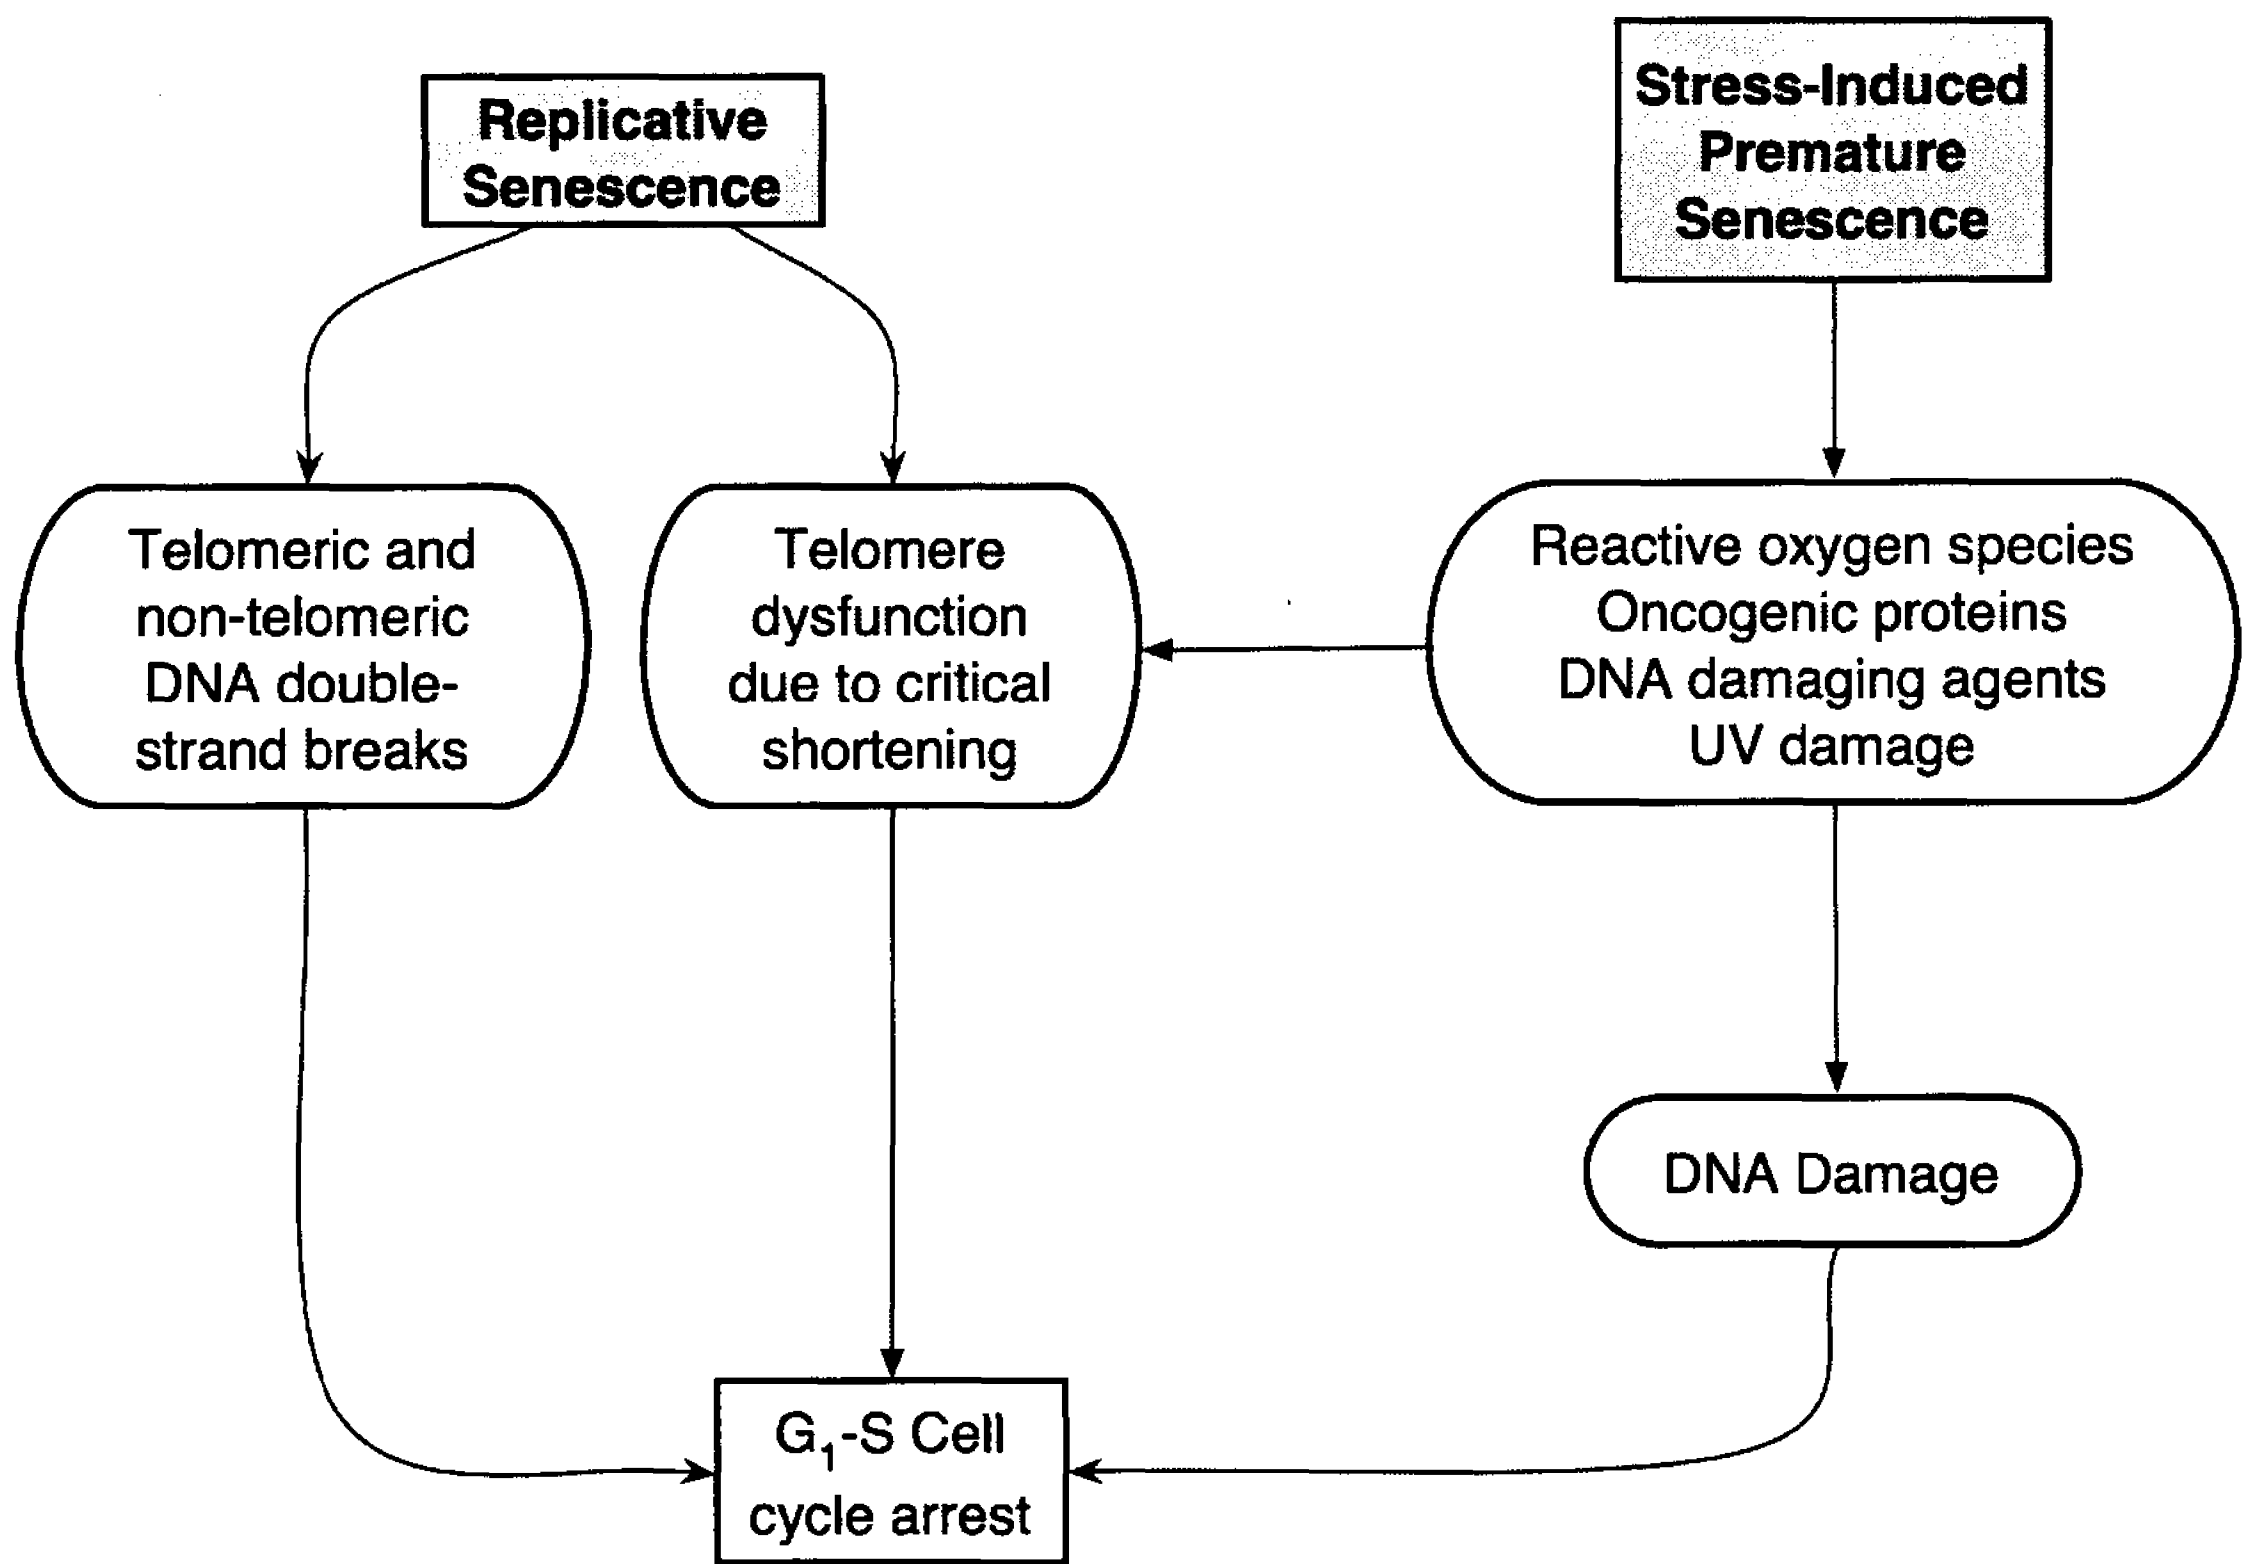 Replicative
Senescence
Stress-Induced
Premature
Senescence
Telomeric and
non-telomeric
DNA double-
strand breaks
Telomere
dysfunction
due to critical
shortening
Reactive oxygen species
Oncogenic proteins
DNA damaging agents
UV damage
DNA Damage
G₁-S Cell
cycle arrest